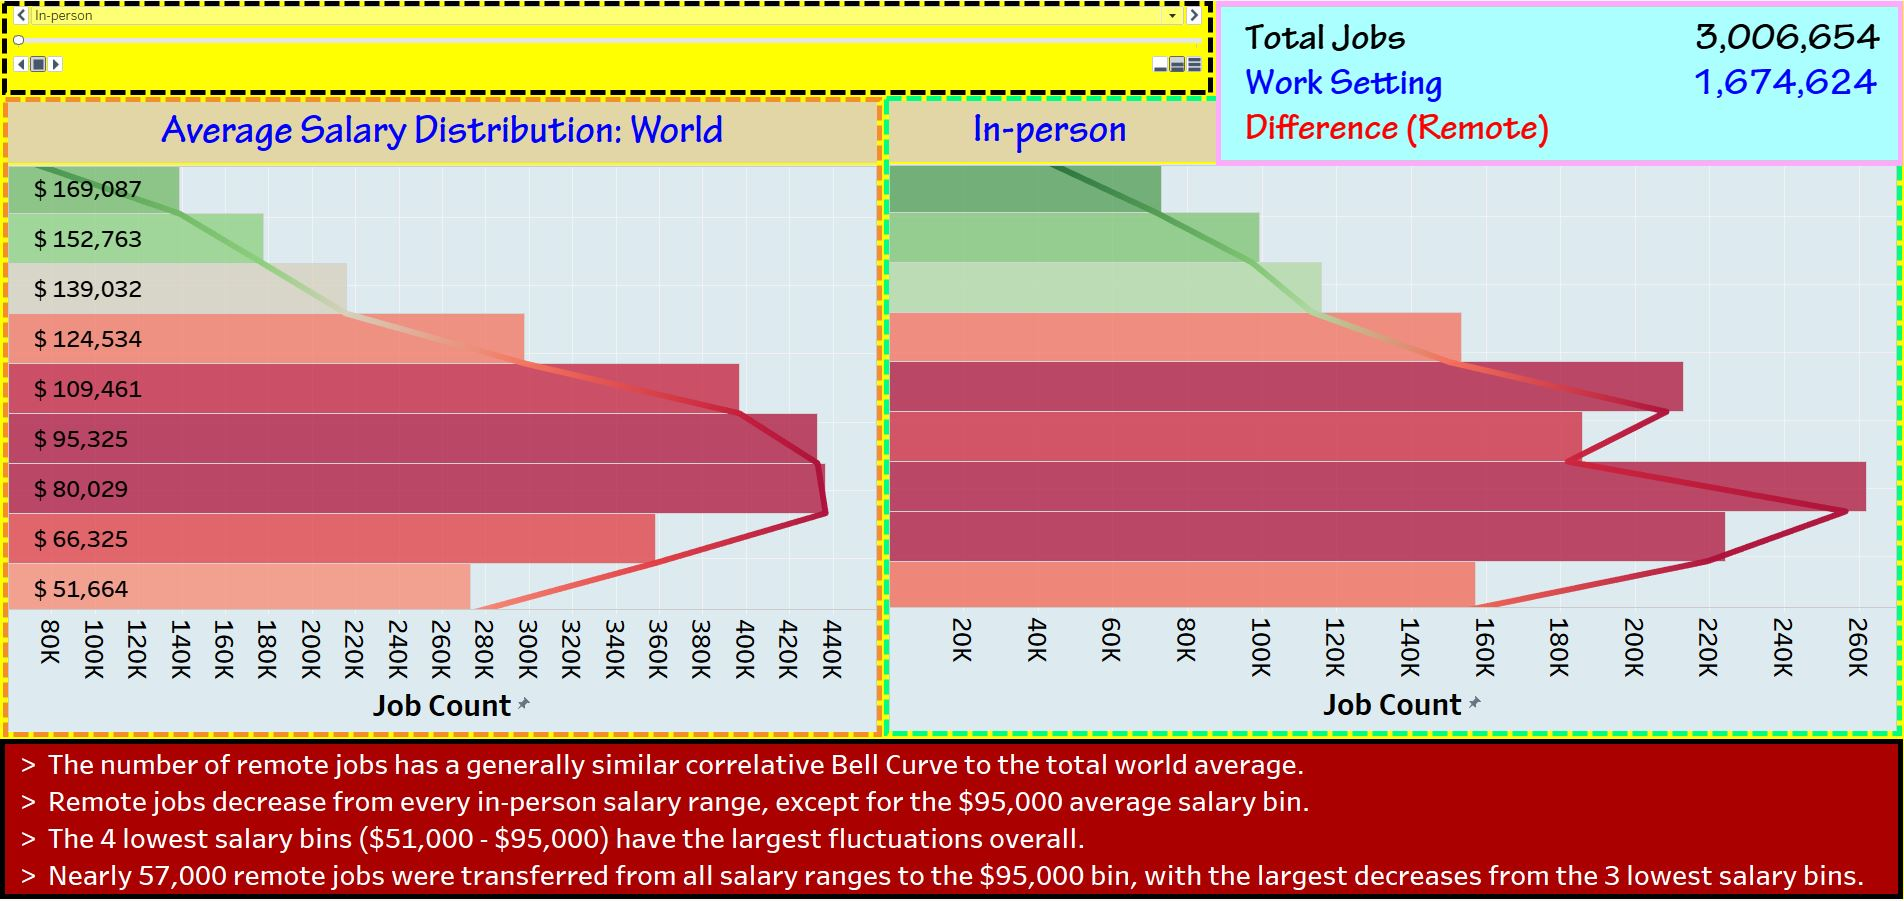 In-person
Total Jobs 3,006,654
Work Setting 1,674,624
Difference (Remote)
Average Salary Distribution: World
In-person
$ 169,087
$ 152,763
$ 139,032
$ 124,534
$ 109,461
$ 95,325
$ 80,029
$ 66,325
$ 51,664
80K 100K 120K 140K 160K 180K 200K 220K 240K 260K 280K 300K 320K 340K 360K 380K 400K 420K 440K
Job Count
20K 40K 60K 80K 100K 120K 140K 160K 180K 200K 220K 240K 260K
Job Count
> The number of remote jobs has a generally similar correlative Bell Curve to the total world average.
> Remote jobs decrease from every in-person salary range, except for the $95,000 average salary bin.
> The 4 lowest salary bins ($51,000 - $95,000) have the largest fluctuations overall.
> Nearly 57,000 remote jobs were transferred from all salary ranges to the $95,000 bin, with the largest decreases from the 3 lowest salary bins.